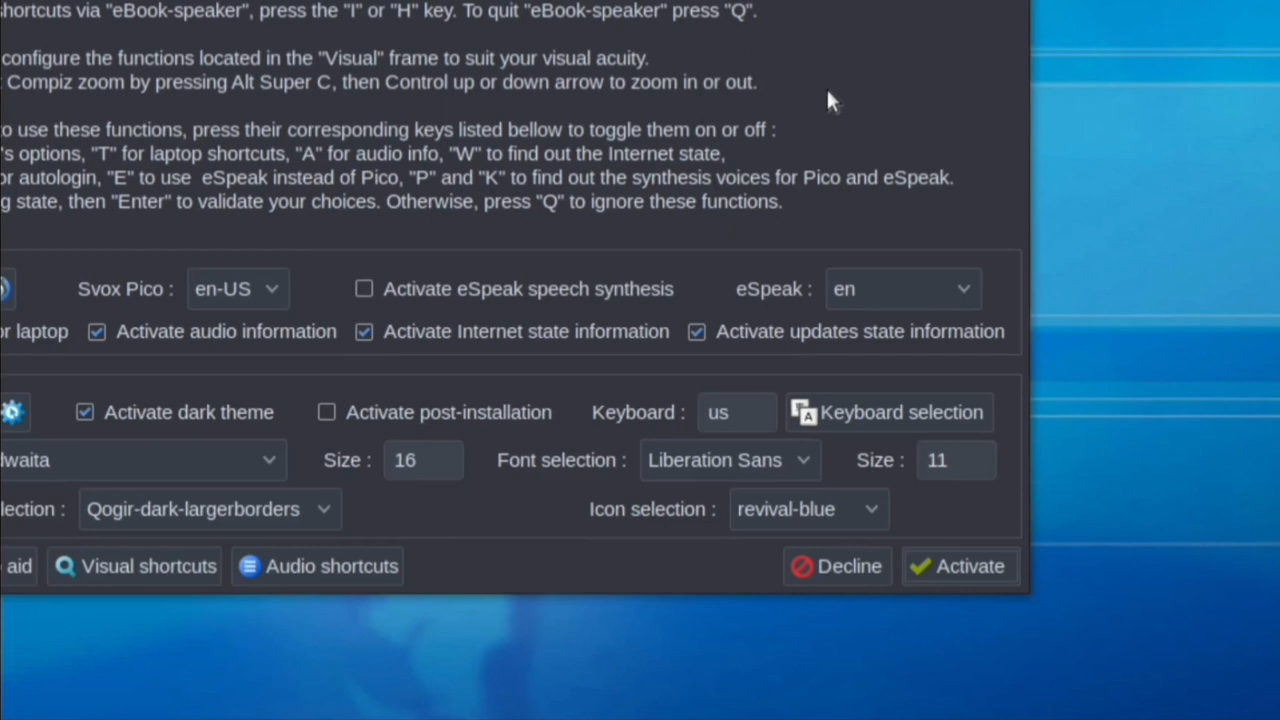 hortcuts via "eBook-speaker", press the "I" or "H" key. To quit "eBook-speaker" press "Q".
configure the functions located in the "Visual" frame to suit your visual acuity.
Compiz zoom by pressing Alt Super C, then Control up or down arrow to zoom in or out.
o use these functions, press their corresponding keys listed bellow to toggle them on or off :
's options, "T" for laptop shortcuts, "A" for audio info, "W" to find out the Internet state,
or autologin, "E" to use eSpeak instead of Pico, "P" and "K" to find out the synthesis voices for Pico and eSpeak.
g state, then "Enter" to validate your choices. Otherwise, press "Q" to ignore these functions.
Svox Pico : en-US Activate eSpeak speech synthesis eSpeak : en
or laptop Activate audio information Activate Internet state information Activate updates state information
Activate dark theme Activate post-installation Keyboard : us Keyboard selection
dwaita Size : 16 Font selection : Liberation Sans Size : 11
lection : Qogir-dark-largerborders Icon selection : revival-blue
aid Visual shortcuts Audio shortcuts Decline Activate